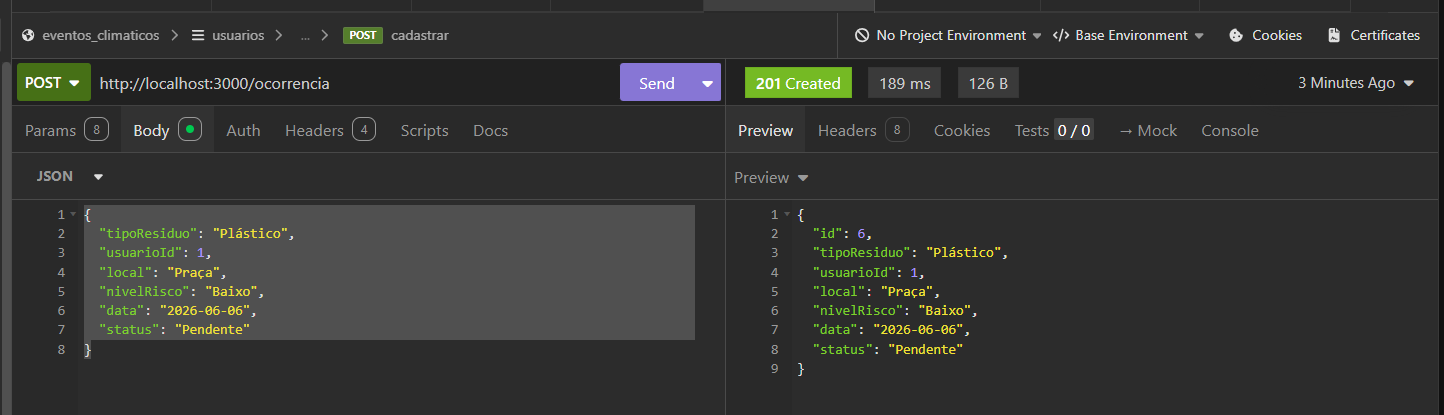 eventos_climaticos > usuarios > ... > POST cadastrar
No Project Environment Base Environment Cookies Certificates
POST http://localhost:3000/ocorrencia Send
201 Created 189 ms 126 B 3 Minutes Ago
Params 8 Body Auth Headers 4 Scripts Docs
Preview Headers 8 Cookies Tests 0 / 0 → Mock Console
JSON
Preview
1 {
2 "tipoResiduo": "Plástico",
3 "usuarioId": 1,
4 "local": "Praça",
5 "nivelRisco": "Baixo",
6 "data": "2026-06-06",
7 "status": "Pendente"
8 }
1 {
2 "id": 6,
3 "tipoResiduo": "Plástico",
4 "usuarioId": 1,
5 "local": "Praça",
6 "nivelRisco": "Baixo",
7 "data": "2026-06-06",
8 "status": "Pendente"
9 }